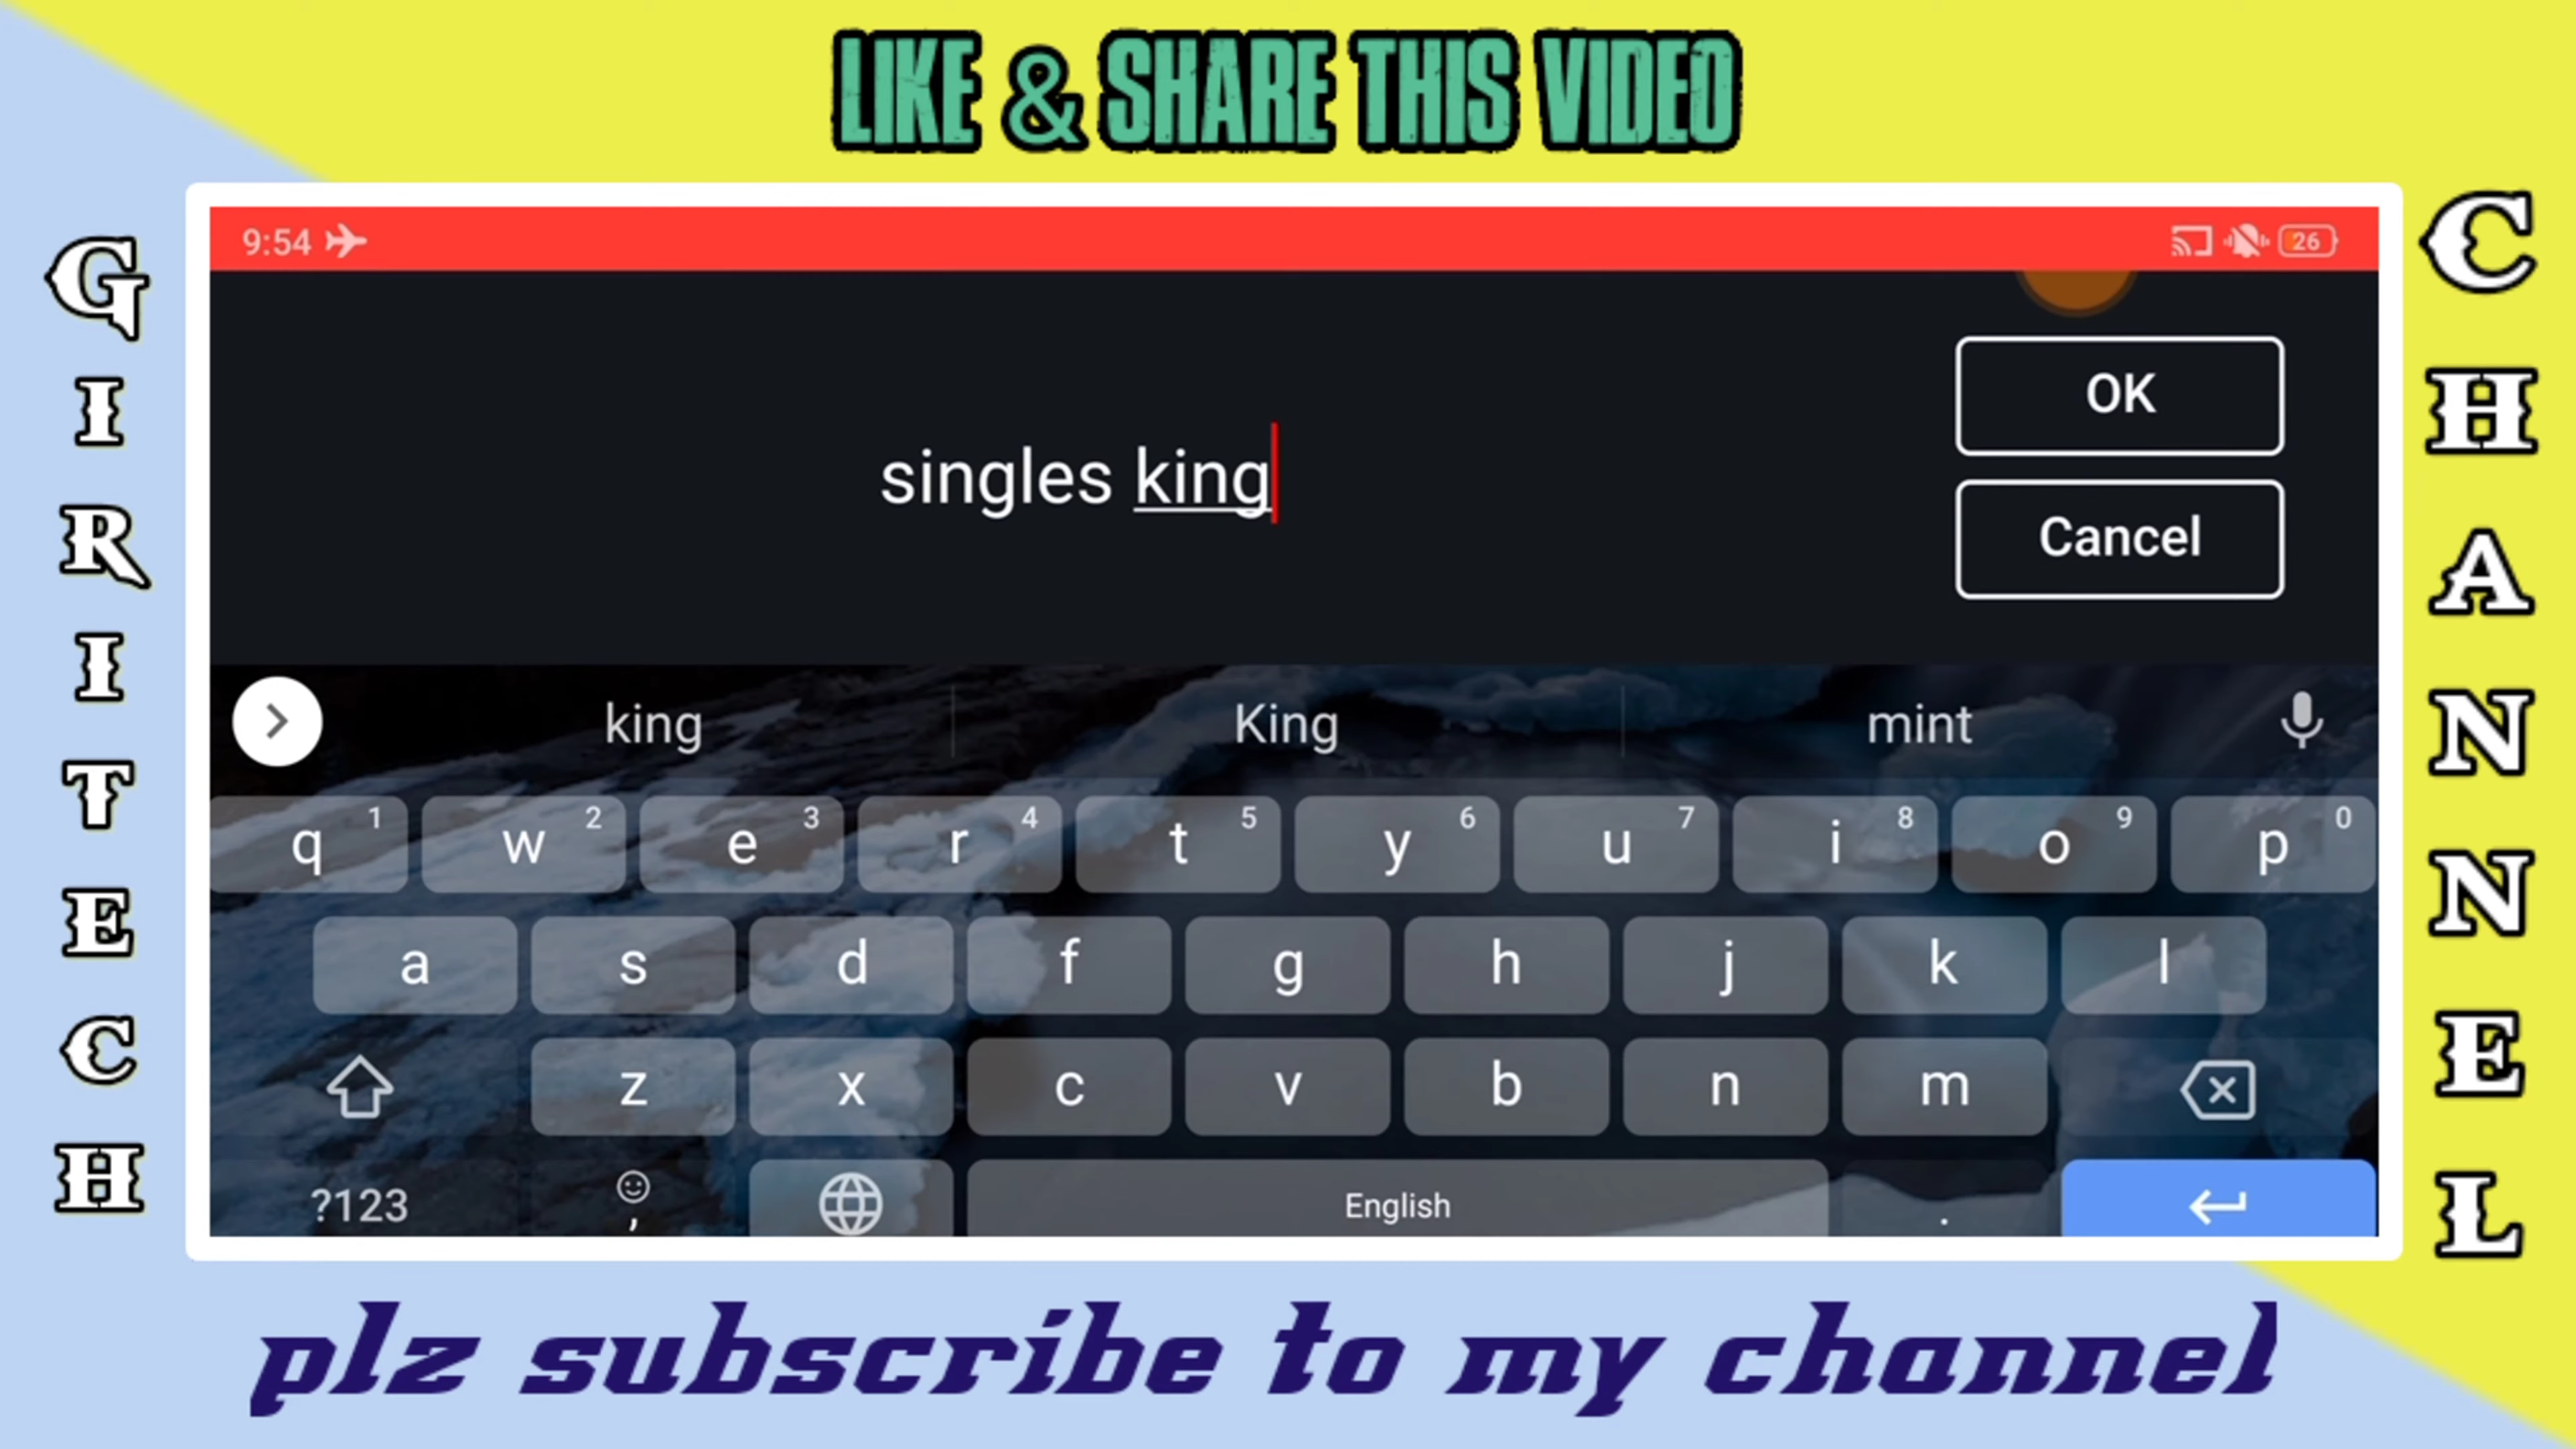 LIKE & SHARE THIS VIDEO
GIRITECH
CHANNEL
9:54
26
OK
singles king
Cancel
king King mint
q 1 w 2 e 3 r 4 t 5 y 6 u 7 i 8 o 9 p 0
a s d f g h j k l
z x c v b n m
?123 , English .
plz subscribe to my channel